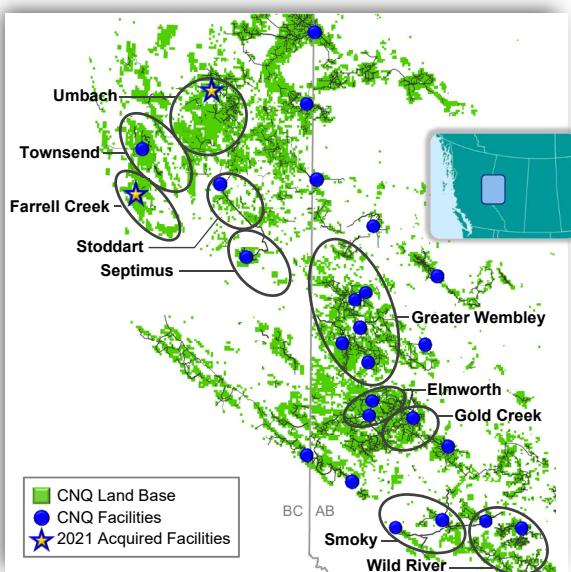 Umbach
Townsend
Farrell Creek
Stoddart
Septimus
Greater Wembley
Elmworth
Gold Creek
CNQ Land Base
CNQ Facilities
2021 Acquired Facilities
BC AB
Smoky
Wild River